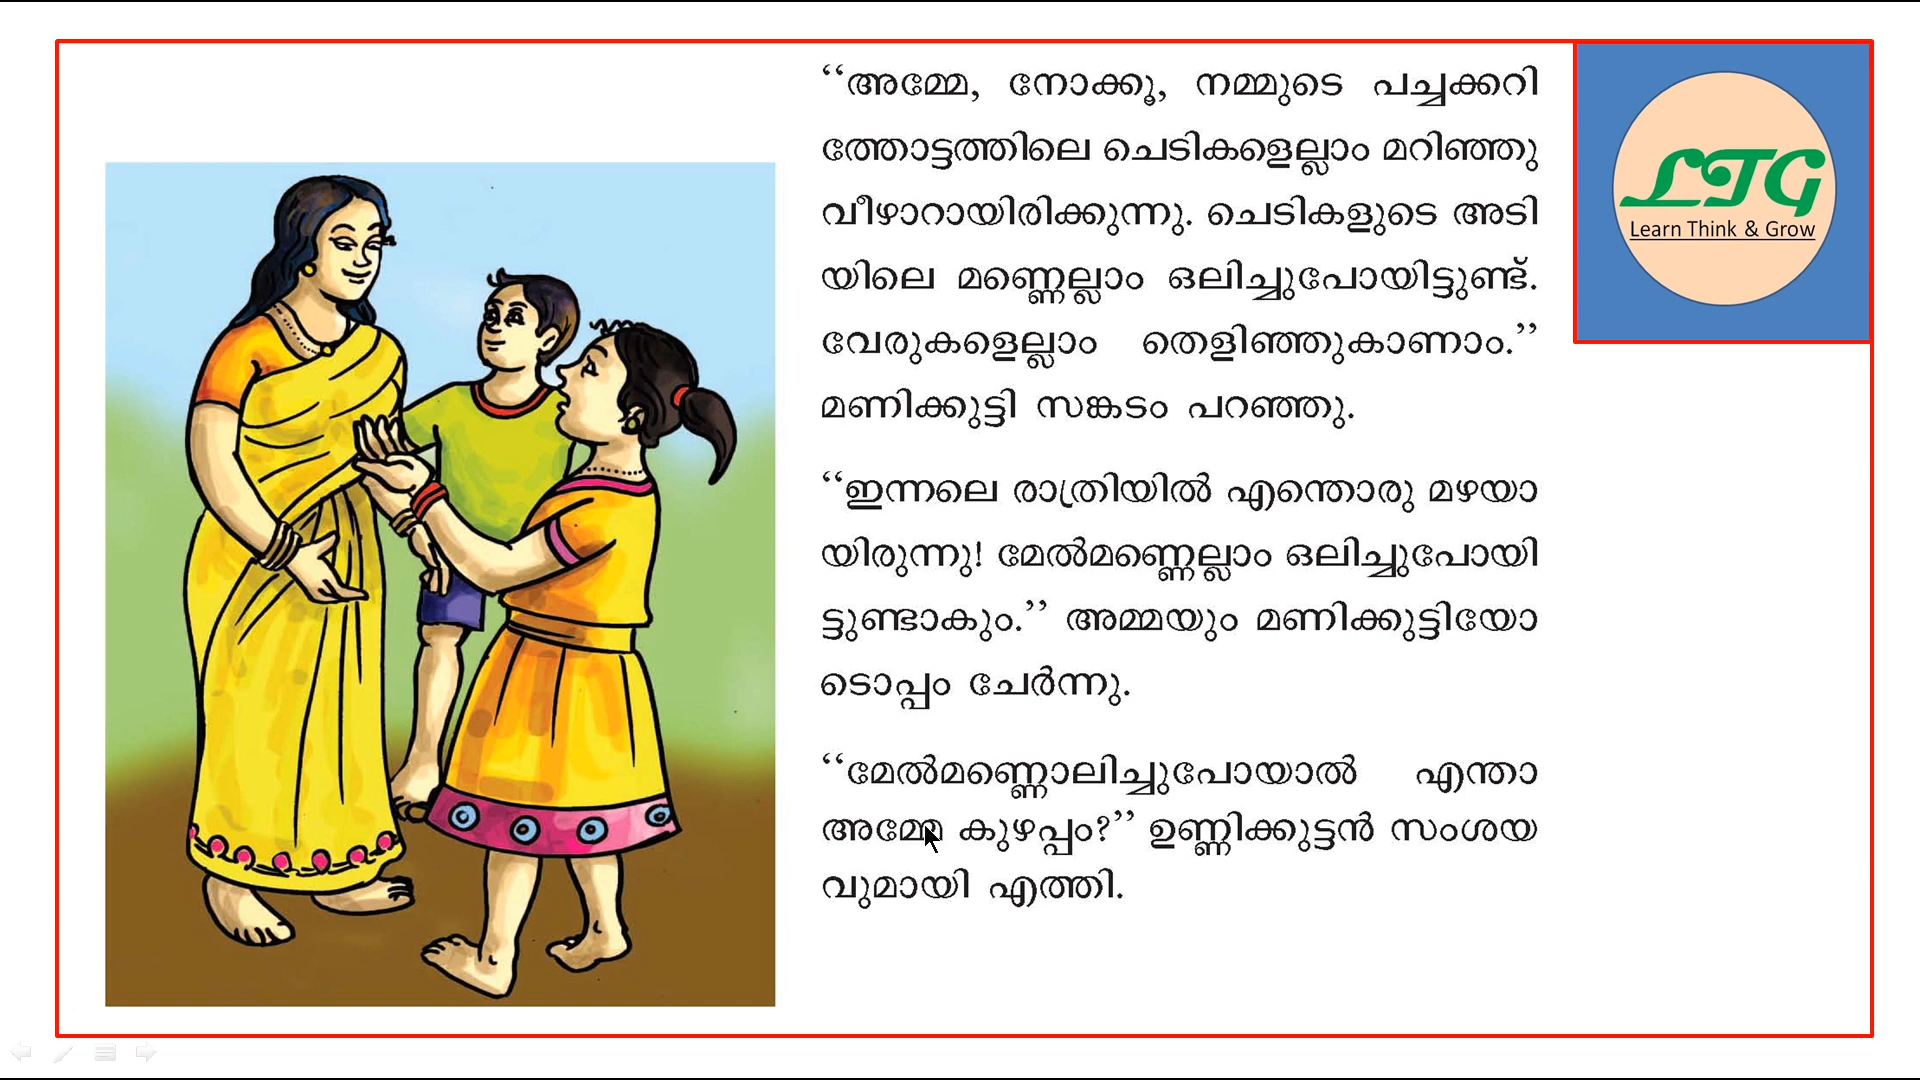 “അമ്മേ, നോക്കൂ, നമ്മുടെ പച്ചക്കറി
ത്തോട്ടത്തിലെ ചെടികളെല്ലാം മറിഞ്ഞു
വീഴാറായിരിക്കുന്നു. ചെടികളുടെ അടി
യിലെ മണ്ണെല്ലാം ഒലിച്ചുപോയിട്ടുണ്ട്.
വേരുകളെല്ലാം തെളിഞ്ഞുകാണാം.”
മണിക്കുട്ടി സങ്കടം പറഞ്ഞു.
“ഇന്നലെ രാത്രിയിൽ എന്തൊരു മഴയാ
യിരുന്നു! മേൽമണ്ണെല്ലാം ഒലിച്ചുപോയി
ട്ടുണ്ടാകും.” അമ്മയും മണിക്കുട്ടിയോ
ടൊപ്പം ചേർന്നു.
“മേൽമണ്ണൊലിച്ചുപോയാൽ എന്താ
അമ്മേ കുഴപ്പം?” ഉണ്ണിക്കുട്ടൻ സംശയ
വുമായി എത്തി.
LTG
Learn Think & Grow